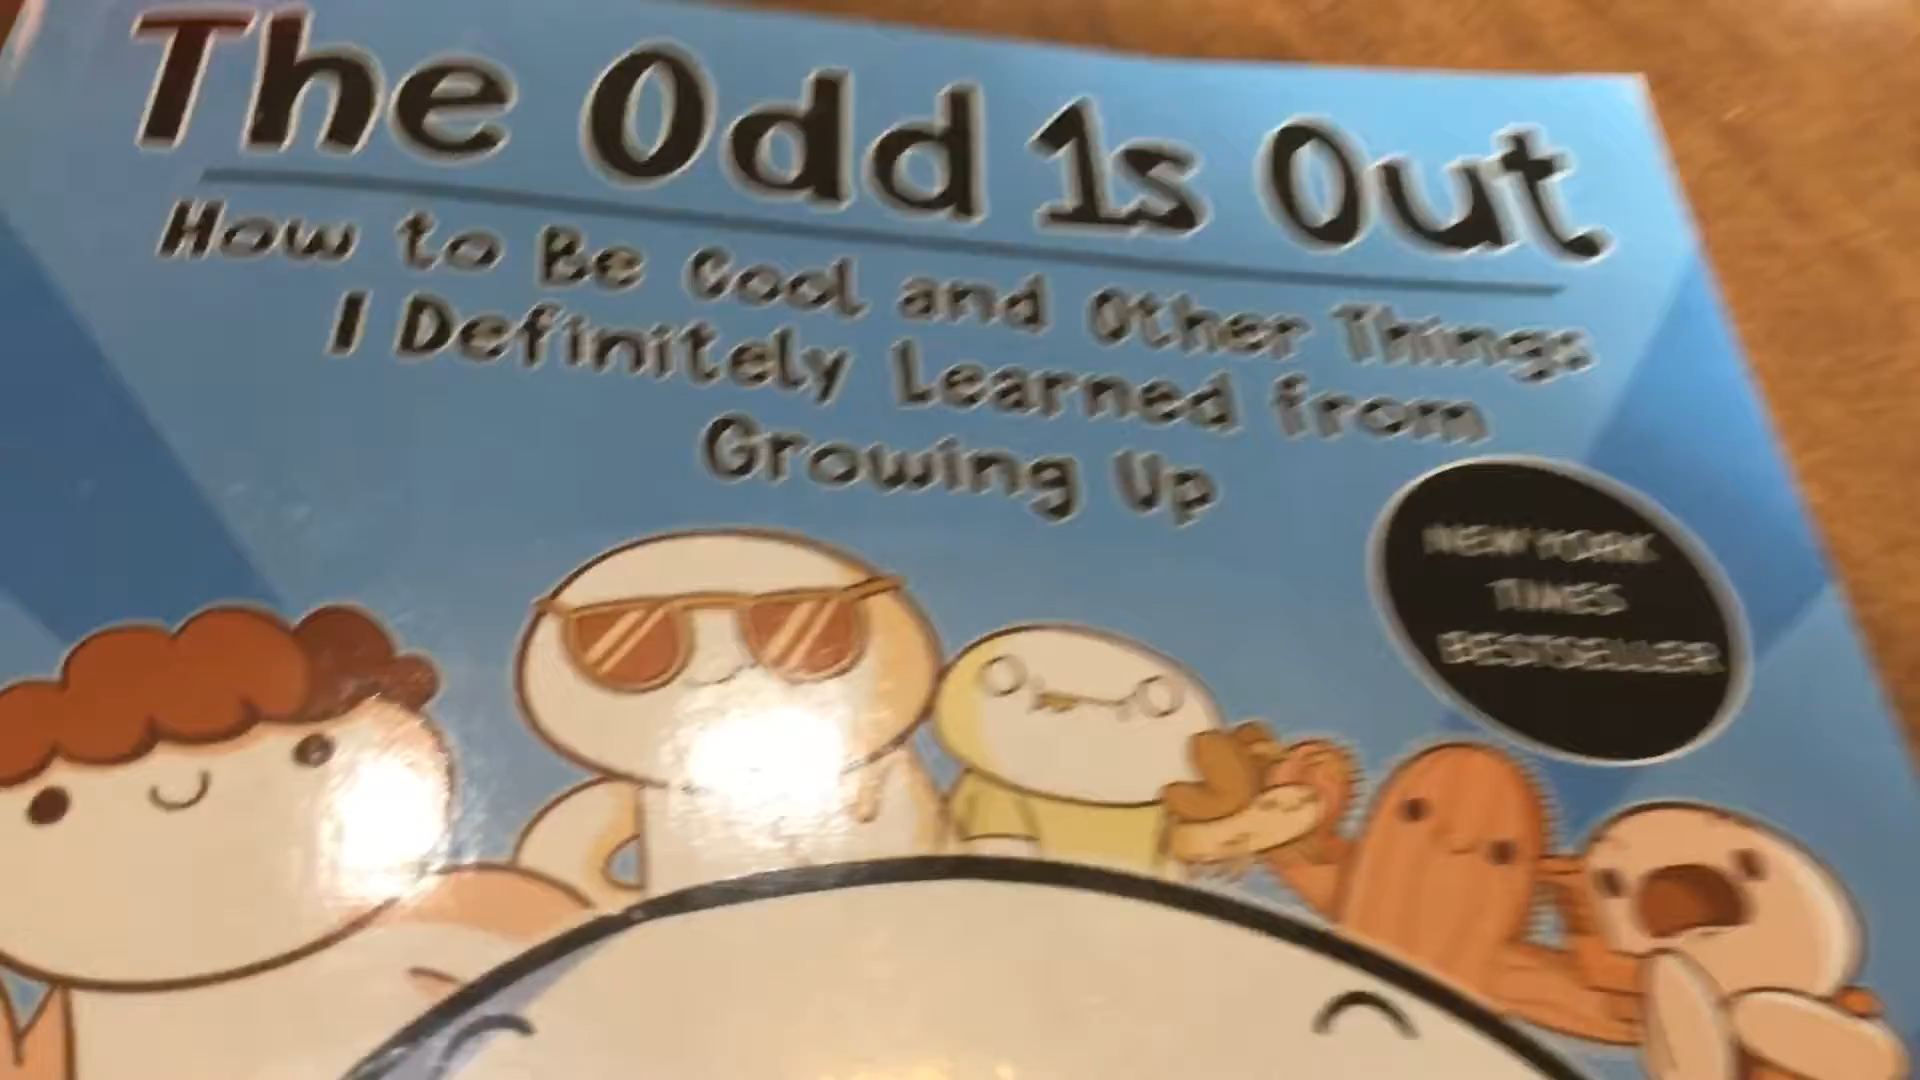 The Odd 1s Out
How to Be Cool and Other Things
I Definitely Learned from
Growing Up
NEW YORK
TIMES
BESTSELLER